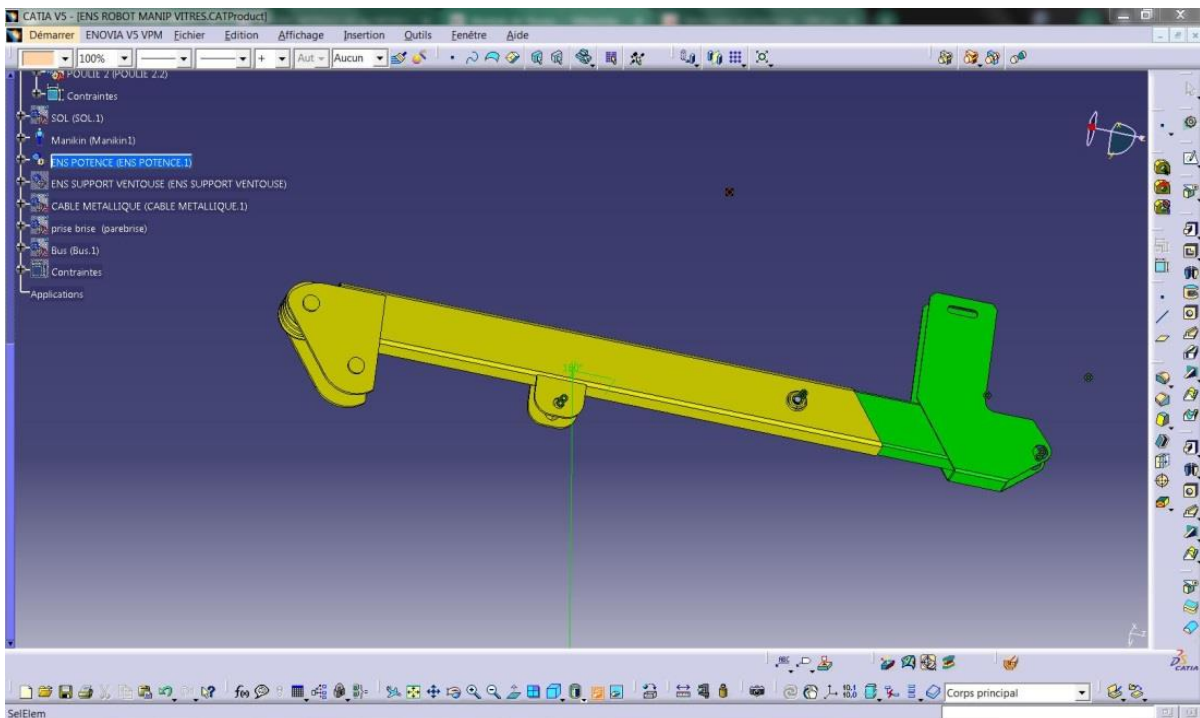 CATIA V5 - [ENS ROBOT MANIP VITRES.CATProduct]
Démarrer ENOVIA V5 VPM Fichier Edition Affichage Insertion Outils Fenêtre Aide
100% Aut Aucun
POULIE 2 (POULIE 2.2)
Contraintes
SOL (SOL.1)
Manikin (Manikin1)
ENS POTENCE (ENS POTENCE.1)
ENS SUPPORT VENTOUSE (ENS SUPPORT VENTOUSE)
CABLE METALLIQUE (CABLE METALLIQUE.1)
prise brise (parebrise)
Bus (Bus.1)
Contraintes
Applications
CATIA
Corps principal
SelElem